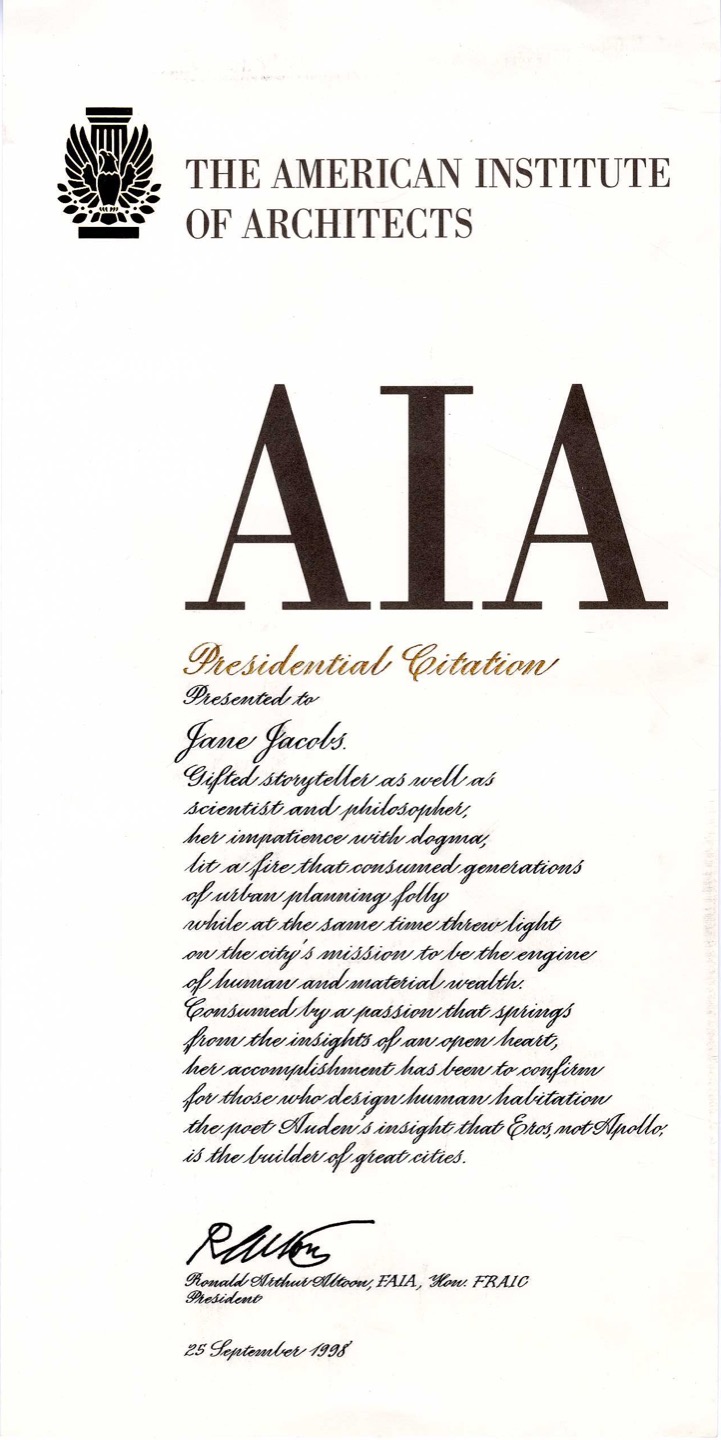 THE AMERICAN INSTITUTE
OF ARCHITECTS
AIA
Presidential Citation
Presented to
Jane Jacobs.
Gifted storyteller as well as
scientist and philosopher,
her impatience with dogma,
lit a fire that consumed generations
of urban planning folly
while at the same time threw light
on the city's mission to be the engine
of human and material wealth.
Consumed by a passion that springs
from the insights of an open heart,
her accomplishment has been to confirm
for those who design human habitation
the poet Auden's insight that Eros, not Apollo,
is the builder of great cities.
RAltoon
Ronald Arthur Altoon, FAIA, Hon. FRAIC
President
25 September 1998